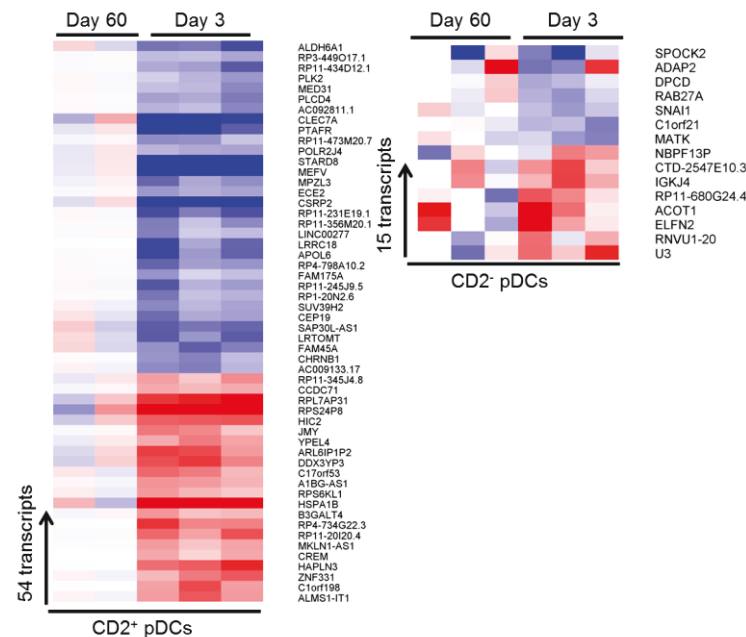 Day 60 Day 3
ALDH6A1
RP3-449O17.1
RP11-434D12.1
PLK2
MED31
PLCD4
AC092811.1
CLEC7A
PTAFR
RP11-473M20.7
POLR2J4
STARD8
MEFV
MPZL3
ECE2
CSRP2
RP11-231E19.1
RP11-356M20.1
LINC00277
LRRC18
APOL6
RP4-798A10.2
FAM175A
RP11-245J9.5
RP1-20N2.6
SUV39H2
CEP19
SAP30L-AS1
LRTOMT
FAM45A
CHRNB1
AC009133.17
RP11-345J4.8
CCDC71
RPL7AP31
RPS24P8
HIC2
JMY
YPEL4
ARL6IP1P2
DDX3YP3
C17orf53
A1BG-AS1
RPS6KL1
HSPA1B
B3GALT4
RP4-734G22.3
RP11-20I20.4
MKLN1-AS1
CREM
HAPLN3
ZNF331
C1orf198
ALMS1-IT1
54 transcripts
CD2+ pDCs
Day 60 Day 3
SPOCK2
ADAP2
DPCD
RAB27A
SNAI1
C1orf21
MATK
NBPF13P
CTD-2547E10.3
IGKJ4
RP11-680G24.4
ACOT1
ELFN2
RNVU1-20
U3
15 transcripts
CD2- pDCs